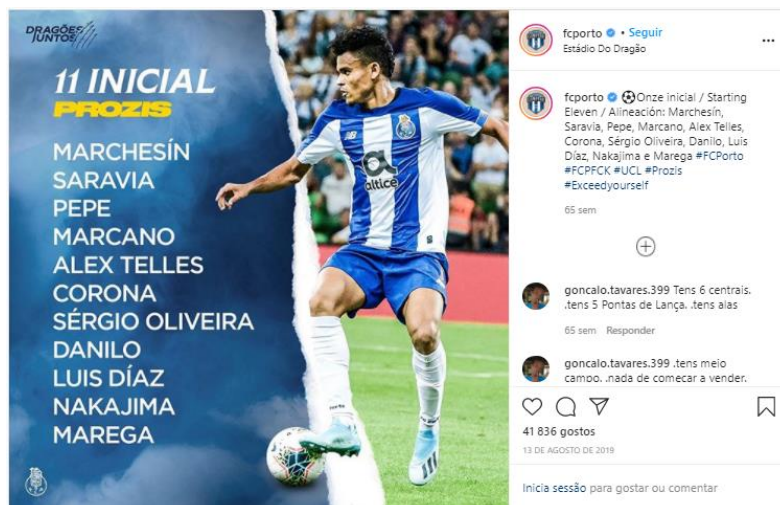 DRAGÕES
JUNTOS
11 INICIAL
PROZIS
MARCHESÍN
SARAVIA
PEPE
MARCANO
ALEX TELLES
CORONA
SÉRGIO OLIVEIRA
DANILO
LUIS DÍAZ
NAKAJIMA
MAREGA
NB
altice
fcporto • Seguir
Estádio Do Dragão
fcporto Onze inicial / Starting
Eleven / Alineación: Marchesín,
Saravia, Pepe, Marcano, Alex Telles,
Corona, Sérgio Oliveira, Danilo, Luis
Díaz, Nakajima e Marega #FCPorto
#FCPFCK #UCL #Prozis
#Exceedyourself
65 sem
goncalo.tavares.399 Tens 6 centrais.
.tens 5 Pontas de Lança. .tens alas
65 sem Responder
goncalo.tavares.399 .tens meio
campo. .nada de comecar a vender.
41 836 gostos
13 DE AGOSTO DE 2019
Inicia sessão para gostar ou comentar